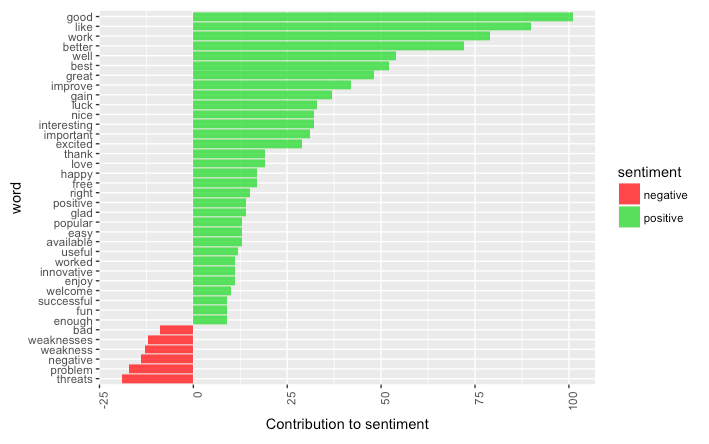 good
like
work
better
well
best
great
improve
gain
luck
nice
interesting
important
excited
thank
love
happy
free
right
positive
glad
popular
easy
available
useful
worked
innovative
enjoy
welcome
successful
fun
enough
bad
weaknesses
weakness
negative
problem
threats
word
-25
0
25
50
75
100
Contribution to sentiment
sentiment
negative
positive